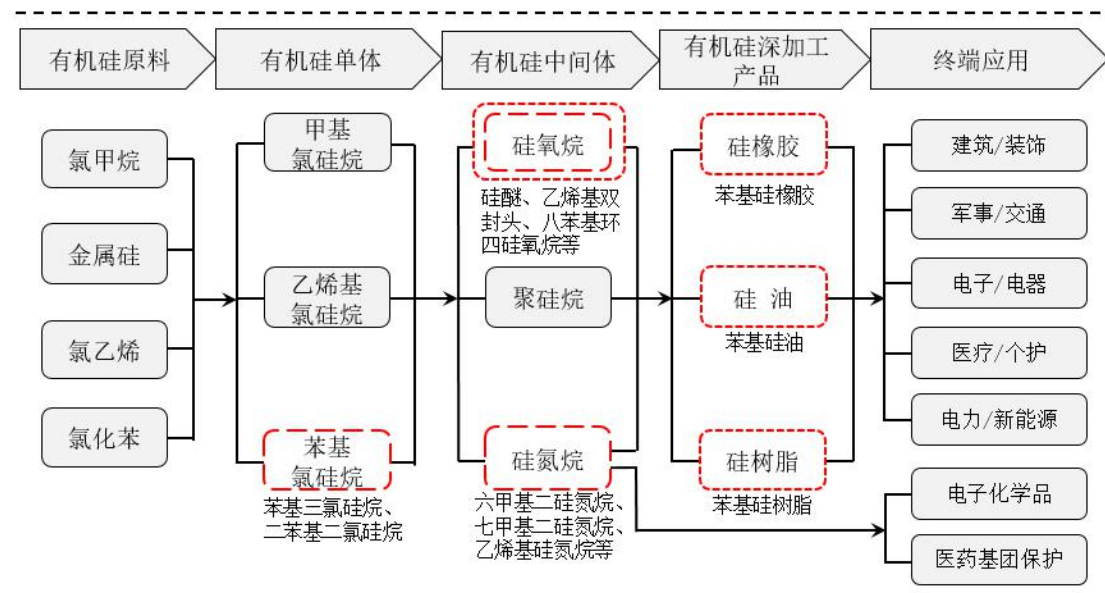 有机硅原料
有机硅单体
有机硅中间体
有机硅深加工
产品
终端应用
氯甲烷
金属硅
氯乙烯
氯化苯
甲基
氯硅烷
乙烯基
氯硅烷
苯基
氯硅烷
苯基三氯硅烷、
二苯基二氯硅烷
硅氧烷
硅醚、乙烯基双
封头、八苯基环
四硅氧烷等
聚硅烷
硅氮烷
六甲基二硅氮烷、
七甲基二硅氮烷、
乙烯基硅氮烷等
硅橡胶
苯基硅橡胶
硅 油
苯基硅油
硅树脂
苯基硅树脂
建筑/装饰
军事/交通
电子/电器
医疗/个护
电力/新能源
电子化学品
医药基团保护